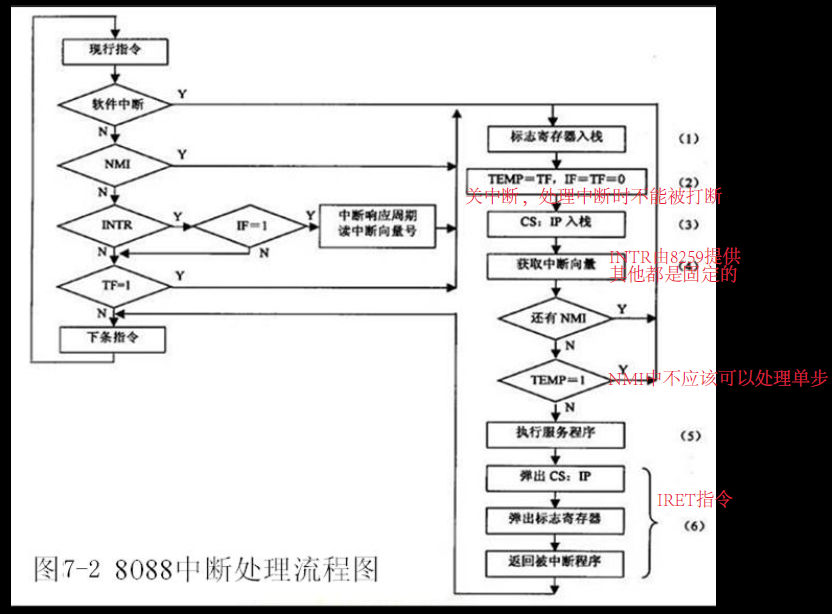 现行指令
软件中断
Y
N
NMI
Y
N
INTR
Y
IF=1
Y
中断响应周期
读中断向量号
N
N
TF=1
Y
N
下条指令
标志寄存器入栈
(1)
TEMP=TF, IF=TF=0
(2)
关中断，处理中断时不能被打断
CS：IP 入栈
(3)
获取中断向量
(4)
INTR由8259提供
其他都是固定的
还有 NMI
Y
N
TEMP=1
Y
NMI中不应该可以处理单步
N
执行服务程序
(5)
弹出 CS：IP
IRET指令
弹出标志寄存器
(6)
返回被中断程序
图7-2 8088中断处理流程图